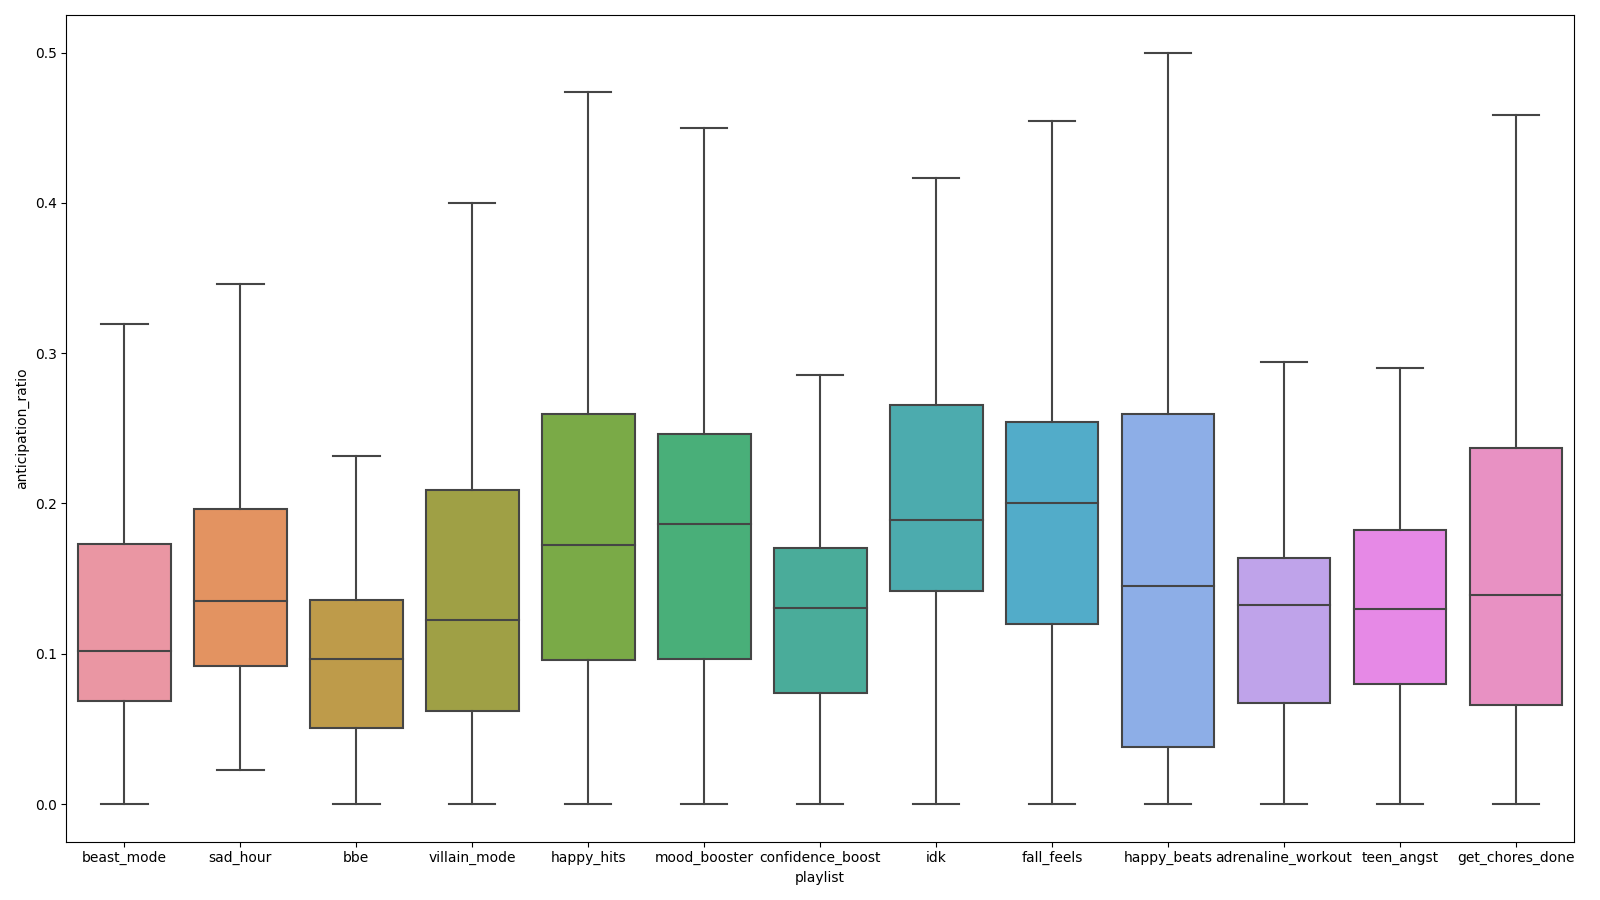 anticipation_ratio
0.5
0.4
0.3
0.2
0.1
0.0
beast_mode sad_hour bbe villain_mode happy_hits mood_booster confidence_boost idk fall_feels happy_beats adrenaline_workout teen_angst get_chores_done
playlist